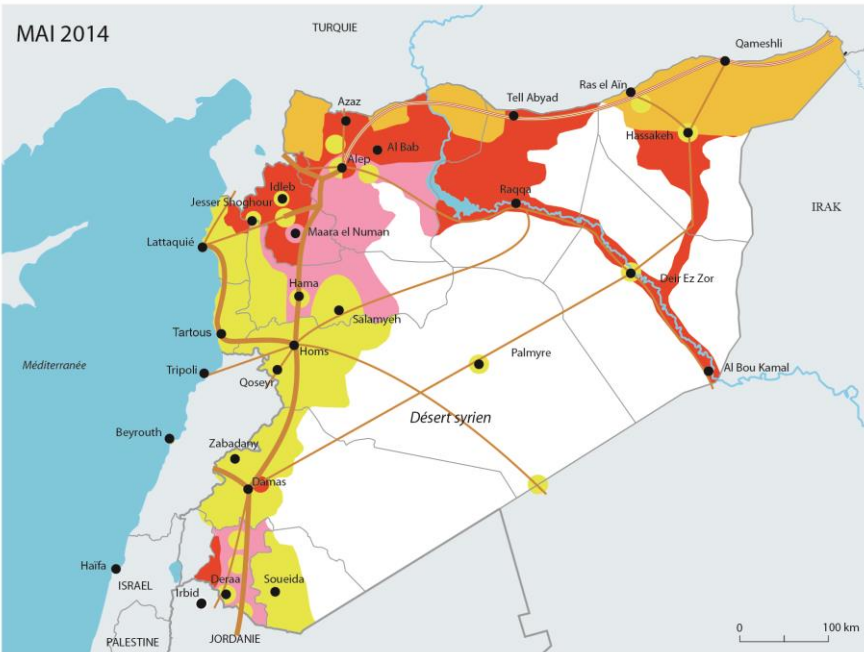 MAI 2014
TURQUIE
Qameshli
Ras el Aïn
Tell Abyad
Azaz
Hassakeh
Al Bab
Alep
Idleb
Jesser Shoghour
Raqqa
IRAK
Maara el Numan
Lattaquié
Deir Ez Zor
Hama
Salamyeh
Tartous
Homs
Palmyre
Méditerranée
Tripoli
Qoseyr
Al Bou Kamal
Désert syrien
Beyrouth
Zabadany
Damas
Haïfa
ISRAEL
Deraa
Soueida
Irbid
PALESTINE
JORDANIE
0 100 km